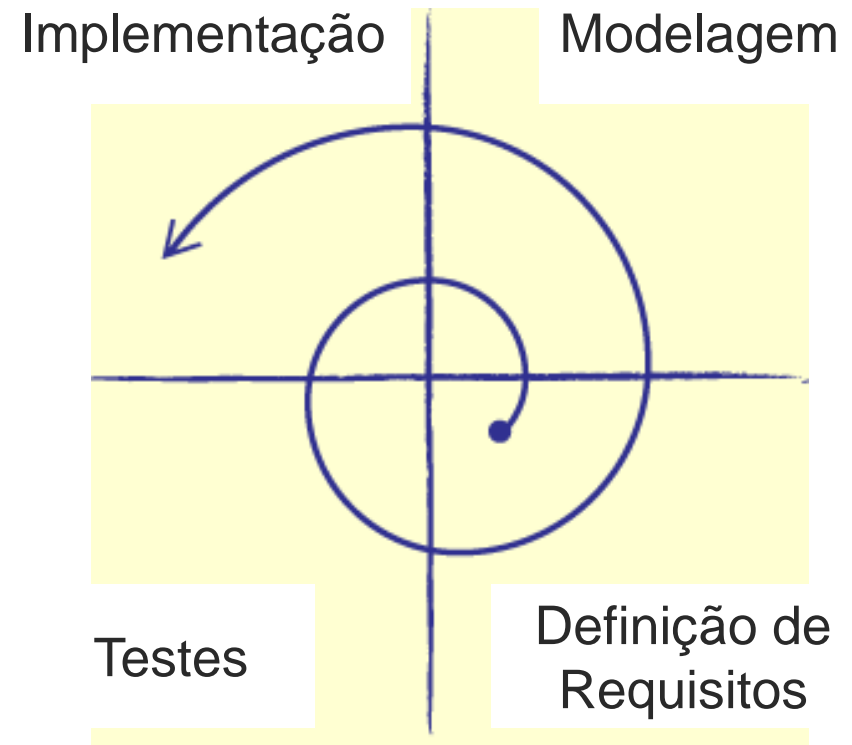 Implementação
Modelagem
Testes
Definição de
Requisitos